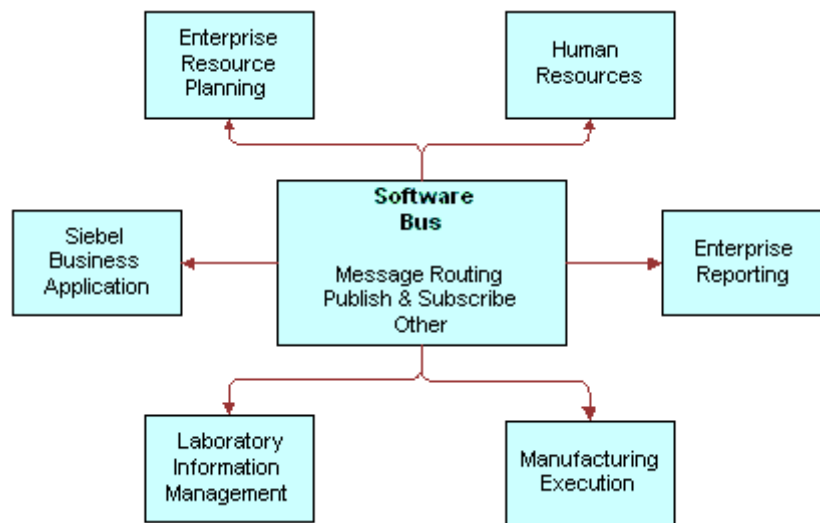 Enterprise
Resource
Planning
Human
Resources
Software
Bus
Message Routing
Publish & Subscribe
Other
Siebel
Business
Application
Enterprise
Reporting
Laboratory
Information
Management
Manufacturing
Execution